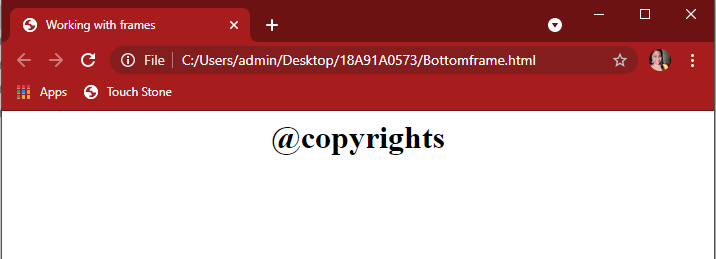 Working with frames
File C:/Users/admin/Desktop/18A91A0573/Bottomframe.html
Apps Touch Stone
@copyrights